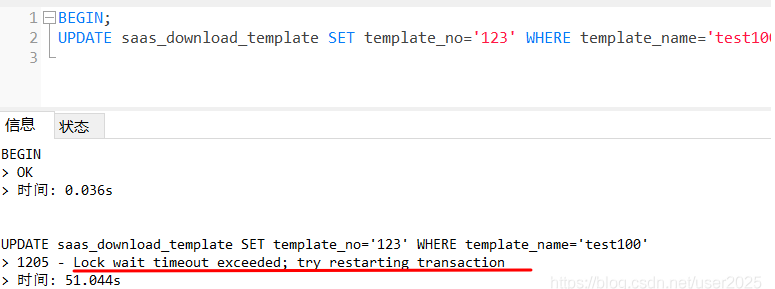 1 BEGIN;
2 UPDATE saas_download_template SET template_no='123' WHERE template_name='test100
3
信息 状态
BEGIN
> OK
> 时间: 0.036s
UPDATE saas_download_template SET template_no='123' WHERE template_name='test100'
> 1205 - Lock wait timeout exceeded; try restarting transaction
> 时间: 51.044s
https://blog.csdn.net/user2025